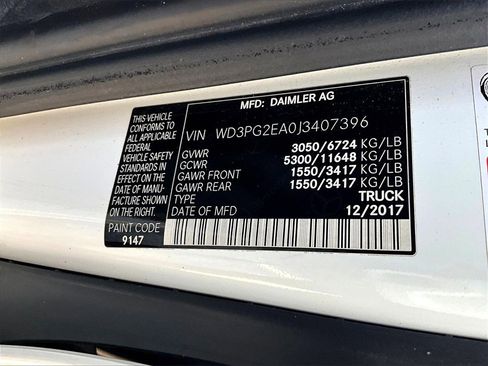 MFD: DAIMLER AG
THIS VEHICLE
CONFORMS TO
ALL APPLICABLE
FEDERAL
VEHICLE SAFETY
STANDARDS
IN EFFECT ON THE
DATE OF MANU-
FACTURE SHOWN
ON THE RIGHT.
PAINT CODE
9147
VIN WD3PG2EA0J3407396
GVWR 3050/6724 KG/LB
GCWR 5300/11648 KG/LB
GAWR FRONT 1550/3417 KG/LB
GAWR REAR 1550/3417 KG/LB
TYPE TRUCK
DATE OF MFD 12/2017